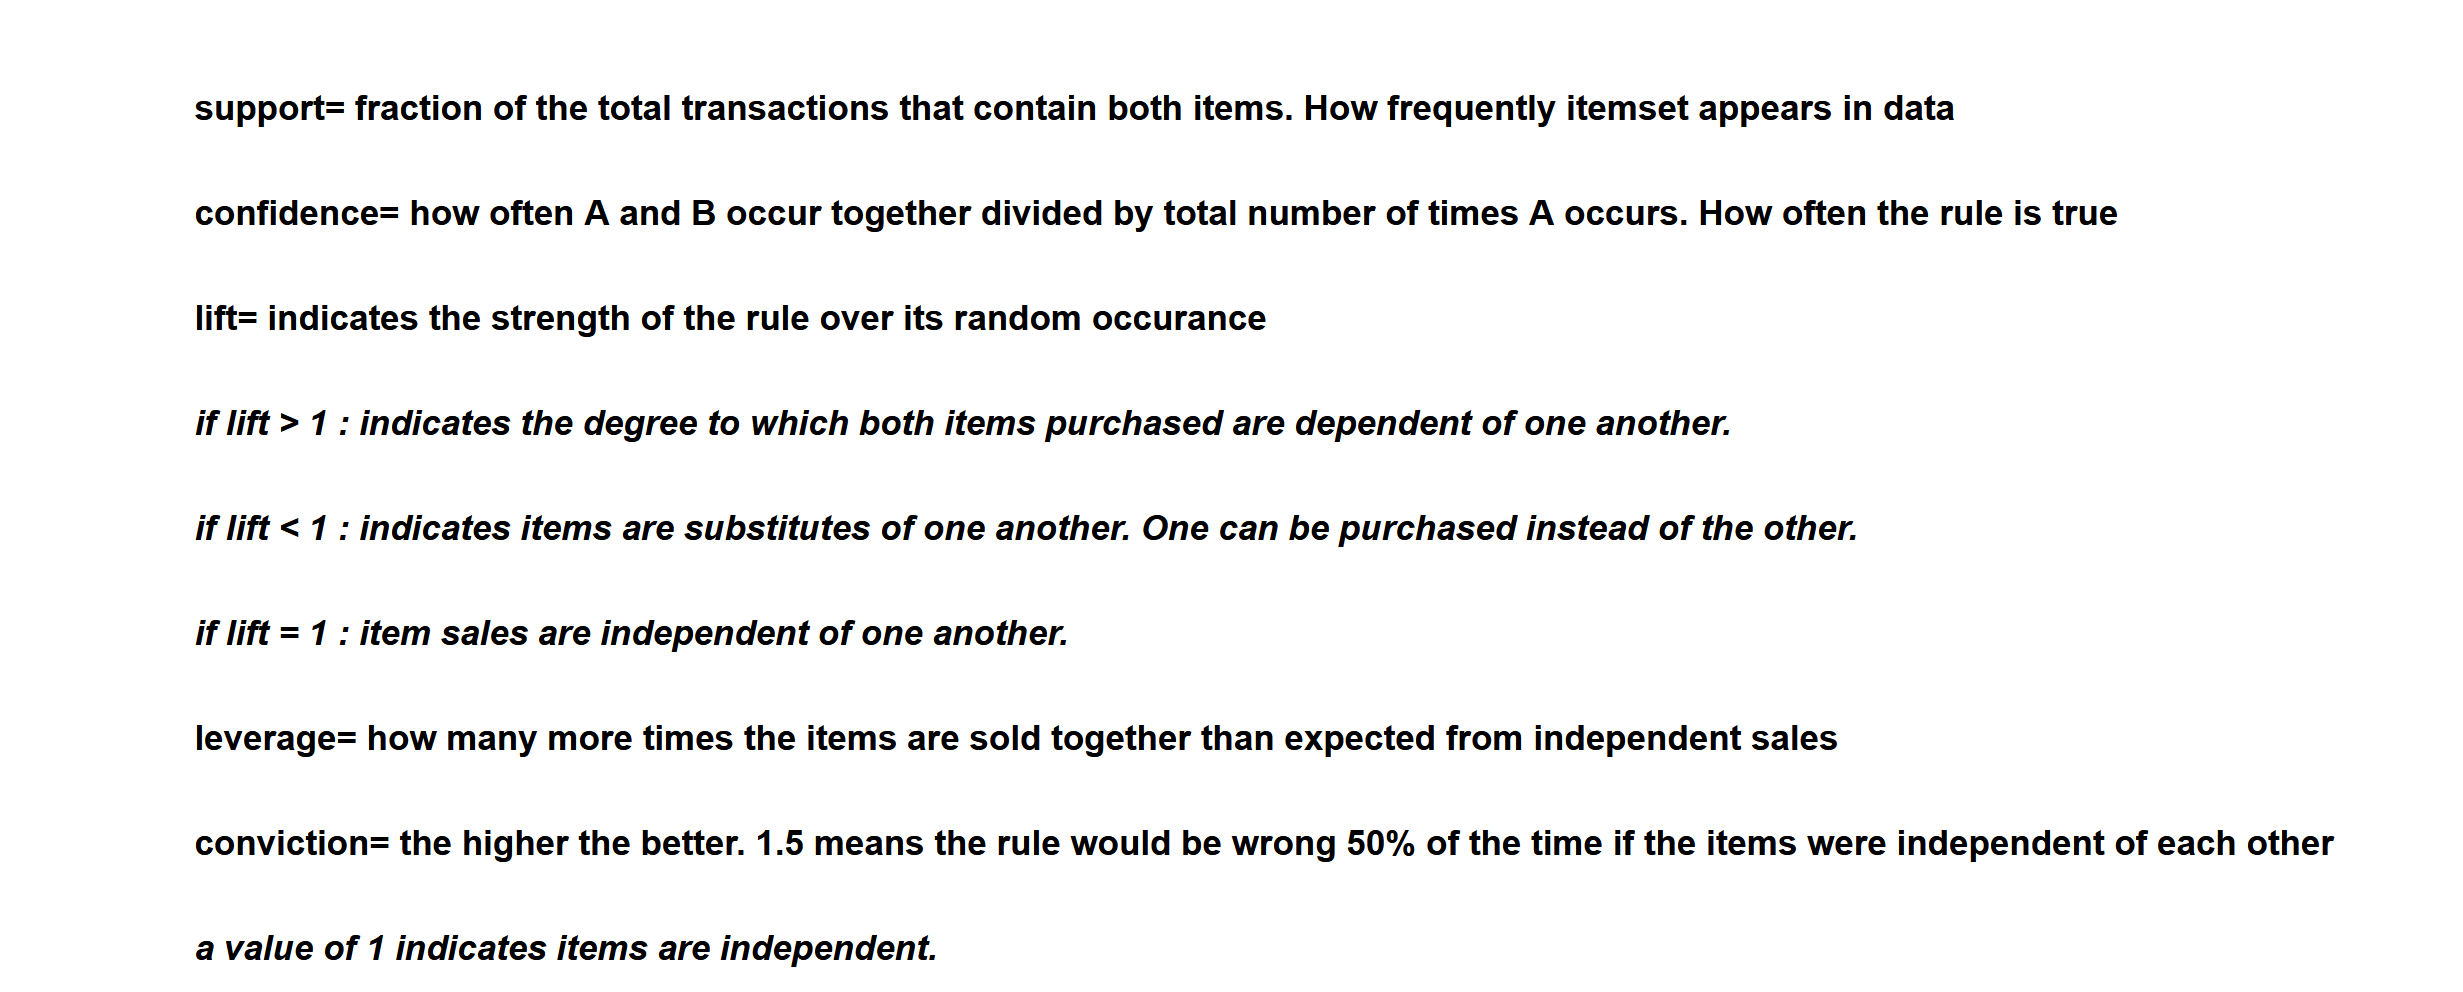 support= fraction of the total transactions that contain both items. How frequently itemset appears in data
confidence= how often A and B occur together divided by total number of times A occurs. How often the rule is true
lift= indicates the strength of the rule over its random occurance
if lift > 1 : indicates the degree to which both items purchased are dependent of one another.
if lift < 1 : indicates items are substitutes of one another. One can be purchased instead of the other.
if lift = 1 : item sales are independent of one another.
leverage= how many more times the items are sold together than expected from independent sales
conviction= the higher the better. 1.5 means the rule would be wrong 50% of the time if the items were independent of each other
a value of 1 indicates items are independent.